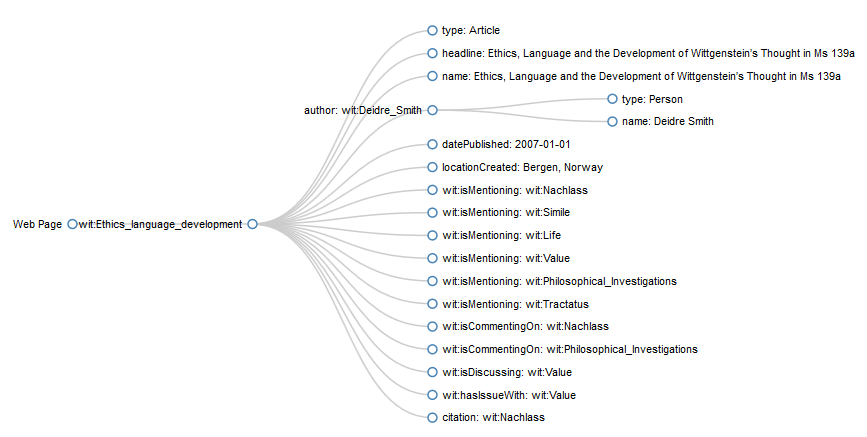 type: Article
headline: Ethics, Language and the Development of Wittgenstein's Thought in Ms 139a
name: Ethics, Language and the Development of Wittgenstein's Thought in Ms 139a
author: wit:Deidre_Smith
type: Person
name: Deidre Smith
datePublished: 2007-01-01
locationCreated: Bergen, Norway
wit:isMentioning: wit:Nachlass
wit:isMentioning: wit:Simile
Web Page
wit:Ethics_language_development
wit:isMentioning: wit:Life
wit:isMentioning: wit:Value
wit:isMentioning: wit:Philosophical_Investigations
wit:isMentioning: wit:Tractatus
wit:isCommentingOn: wit:Nachlass
wit:isCommentingOn: wit:Philosophical_Investigations
wit:isDiscussing: wit:Value
wit:hasIssueWith: wit:Value
citation: wit:Nachlass